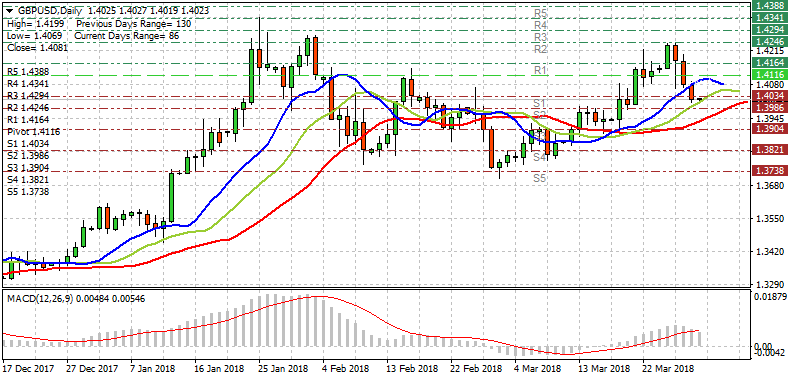 GBPUSD,Daily 1.4025 1.4027 1.4019 1.4023
High= 1.4199 Previous Days Range= 130
Low= 1.4069 Current Days Range= 86
Close= 1.4081
R5 1.4388
R4 1.4341
R3 1.4294
R2 1.4246
R1 1.4164
Pivot 1.4116
S1 1.4034
S2 1.3986
S3 1.3904
S4 1.3821
S5 1.3738
R5
R4
R3
R2
R1
S1
S2
S4
S5
1.4388
1.4341
1.4294
1.4246
1.4215
1.4164
1.4116
1.4080
1.4034
1.3986
1.3945
1.3904
1.3821
1.3738
1.3680
1.3550
1.3420
1.3290
MACD(12,26,9) 0.00484 0.00546
0.01879
0.00
-0.0042
17 Dec 2017 27 Dec 2017 7 Jan 2018 16 Jan 2018 25 Jan 2018 4 Feb 2018 13 Feb 2018 22 Feb 2018 4 Mar 2018 13 Mar 2018 22 Mar 2018